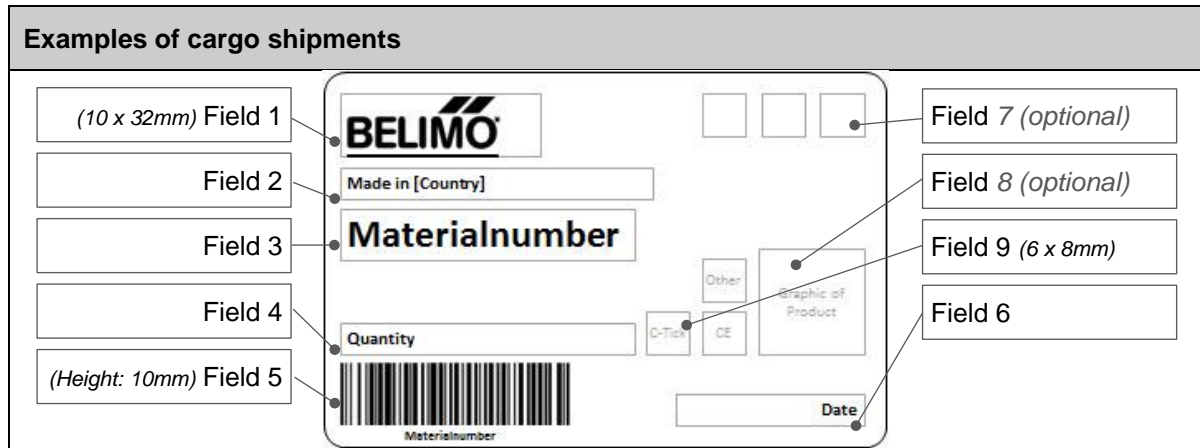 Examples of cargo shipments
(10 x 32mm) Field 1
Field 2
Field 3
Field 4
(Height: 10mm) Field 5
BELIMO
Made in [Country]
Materialnumber
Other
Graphic of
Product
C-Tick
CE
Quantity
Materialnumber
Date
Field 7 (optional)
Field 8 (optional)
Field 9 (6 x 8mm)
Field 6